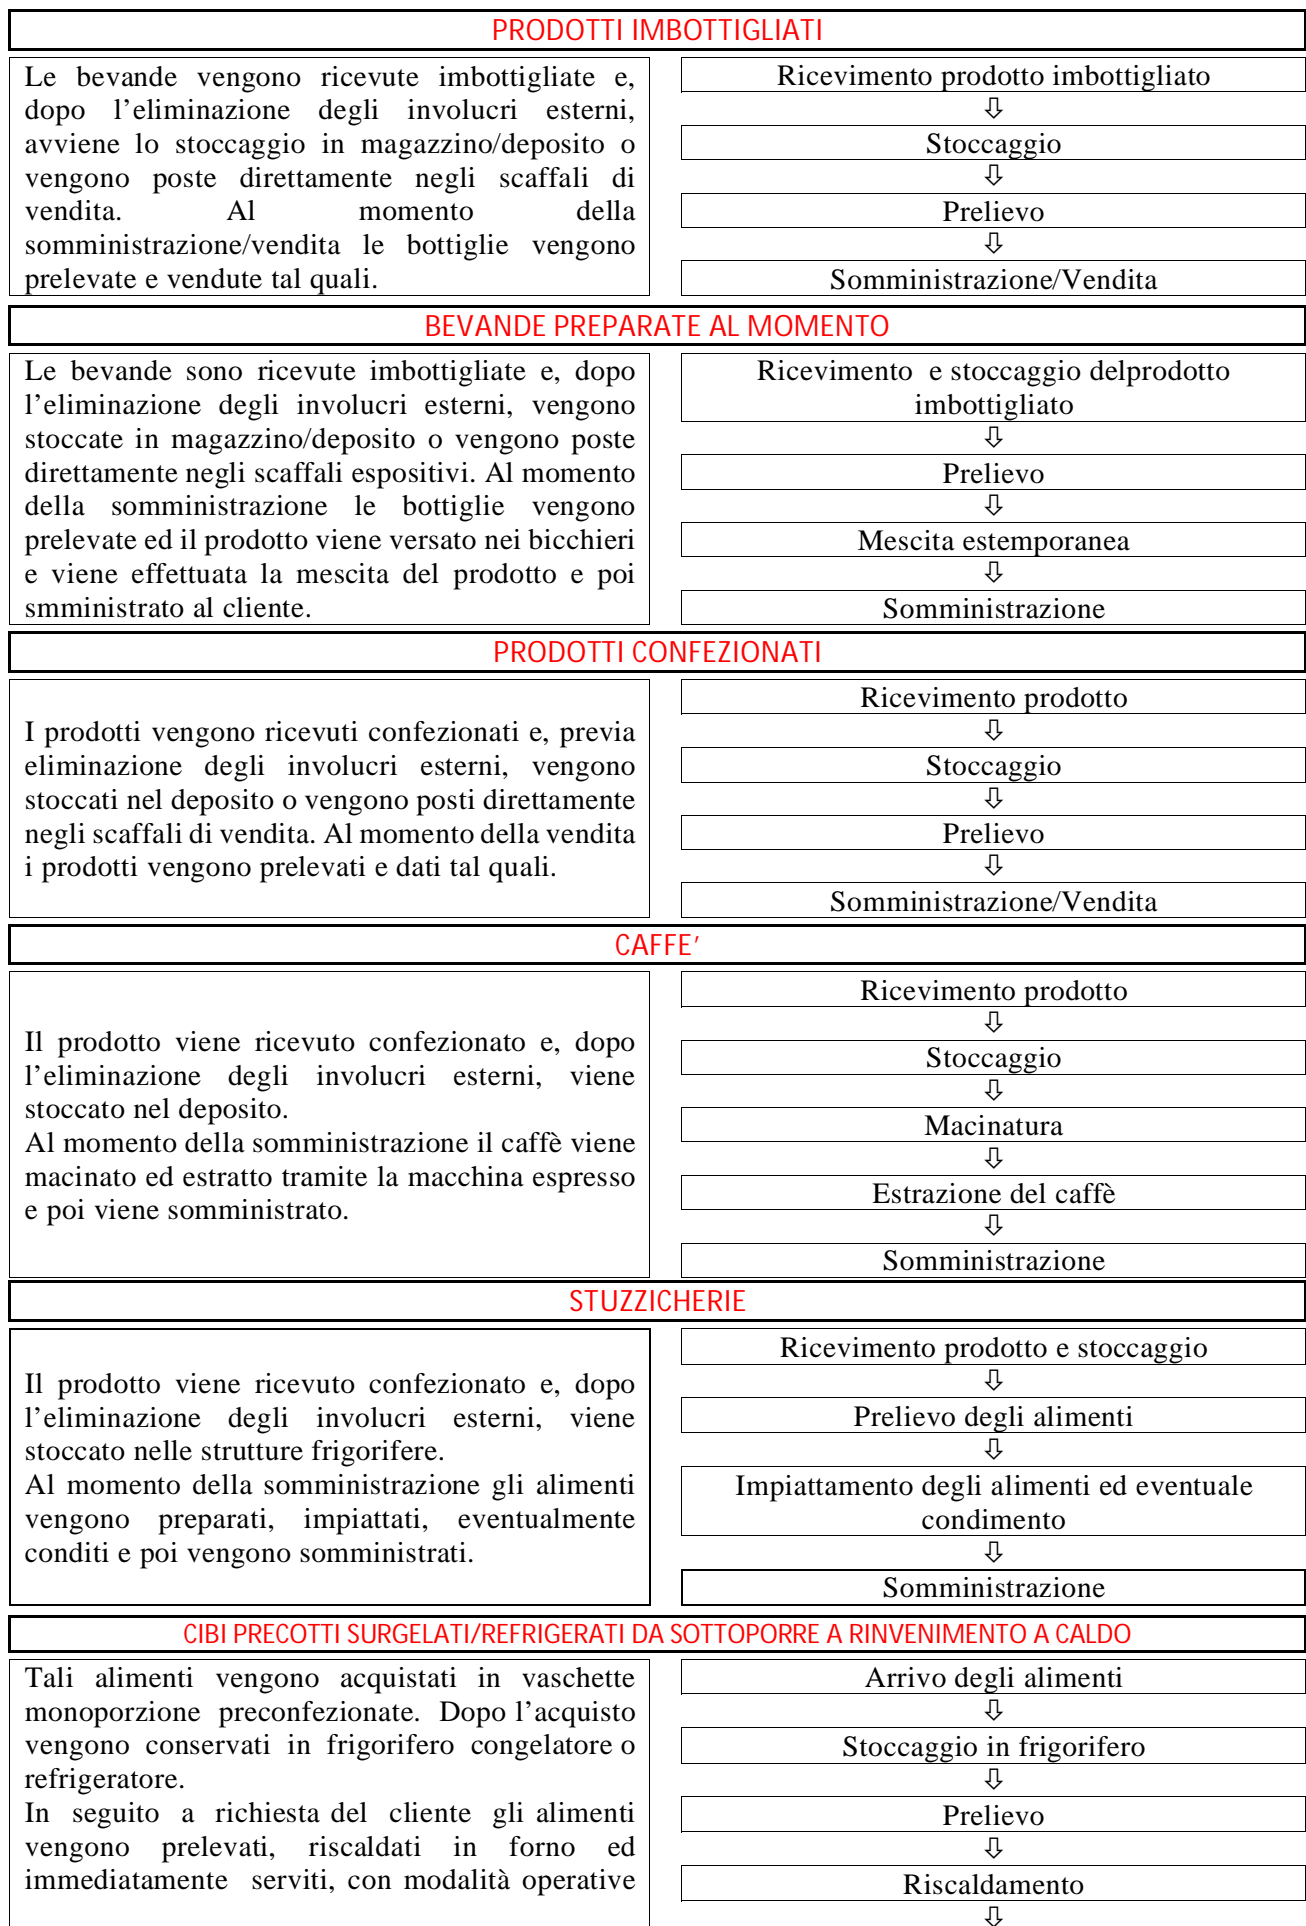 PRODOTTI IMBOTTIGLIATI
Le bevande vengono ricevute imbottigliate e,
dopo l’eliminazione degli involucri esterni,
avviene lo stoccaggio in magazzino/deposito o
vengono poste direttamente negli scaffali di
vendita. Al momento della
somministrazione/vendita le bottiglie vengono
prelevate e vendute tal quali.
Ricevimento prodotto imbottigliato
⇩
Stoccaggio
⇩
Prelievo
⇩
Somministrazione/Vendita
BEVANDE PREPARATE AL MOMENTO
Le bevande sono ricevute imbottigliate e, dopo
l’eliminazione degli involucri esterni, vengono
stoccate in magazzino/deposito o vengono poste
direttamente negli scaffali espositivi. Al momento
della somministrazione le bottiglie vengono
prelevate ed il prodotto viene versato nei bicchieri
e viene effettuata la mescita del prodotto e poi
smministrato al cliente.
Ricevimento e stoccaggio delprodotto
imbottigliato
⇩
Prelievo
⇩
Mescita estemporanea
⇩
Somministrazione
PRODOTTI CONFEZIONATI
I prodotti vengono ricevuti confezionati e, previa
eliminazione degli involucri esterni, vengono
stoccati nel deposito o vengono posti direttamente
negli scaffali di vendita. Al momento della vendita
i prodotti vengono prelevati e dati tal quali.
Ricevimento prodotto
⇩
Stoccaggio
⇩
Prelievo
⇩
Somministrazione/Vendita
CAFFE’
Il prodotto viene ricevuto confezionato e, dopo
l’eliminazione degli involucri esterni, viene
stoccato nel deposito.
Al momento della somministrazione il caffè viene
macinato ed estratto tramite la macchina espresso
e poi viene somministrato.
Ricevimento prodotto
⇩
Stoccaggio
⇩
Macinatura
⇩
Estrazione del caffè
⇩
Somministrazione
STUZZICHERIE
Il prodotto viene ricevuto confezionato e, dopo
l’eliminazione degli involucri esterni, viene
stoccato nelle strutture frigorifere.
Al momento della somministrazione gli alimenti
vengono preparati, impiattati, eventualmente
conditi e poi vengono somministrati.
Ricevimento prodotto e stoccaggio
⇩
Prelievo degli alimenti
⇩
Impiattamento degli alimenti ed eventuale
condimento
⇩
Somministrazione
CIBI PRECOTTI SURGELATI/REFRIGERATI DA SOTTOPORRE A RINVENIMENTO A CALDO
Tali alimenti vengono acquistati in vaschette
monoporzione preconfezionate. Dopo l’acquisto
vengono conservati in frigorifero congelatore o
refrigeratore.
In seguito a richiesta del cliente gli alimenti
vengono prelevati, riscaldati in forno ed
immediatamente serviti, con modalità operative
Arrivo degli alimenti
⇩
Stoccaggio in frigorifero
⇩
Prelievo
⇩
Riscaldamento
⇩